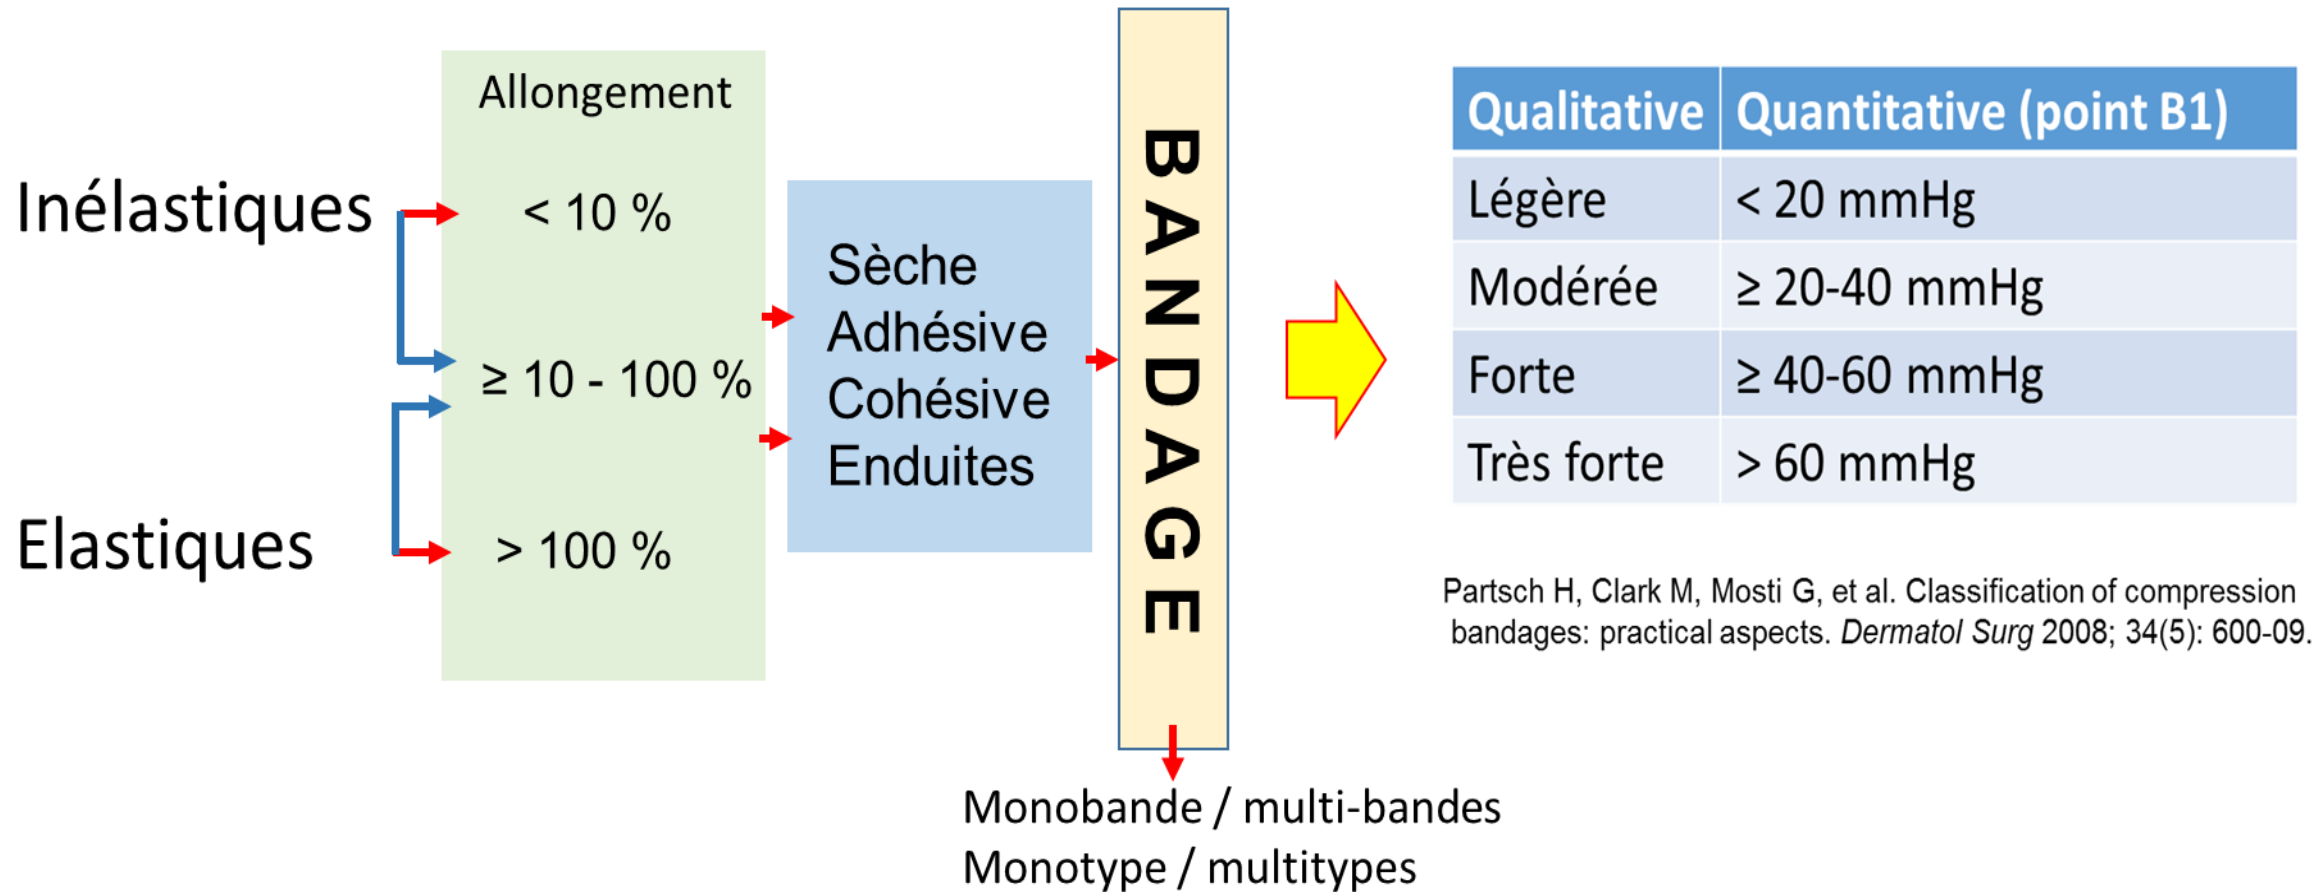 Inélastiques
Elastiques
Allongement
< 10 %
≥ 10 - 100 %
> 100 %
Sèche
Adhésive
Cohésive
Enduites
BANDAGE
Monobande / multi-bandes
Monotype / multitypes
Qualitative Quantitative (point B1)
Légère < 20 mmHg
Modérée ≥ 20-40 mmHg
Forte ≥ 40-60 mmHg
Très forte > 60 mmHg
Partsch H, Clark M, Mosti G, et al. Classification of compression
bandages: practical aspects. Dermatol Surg 2008; 34(5): 600-09.